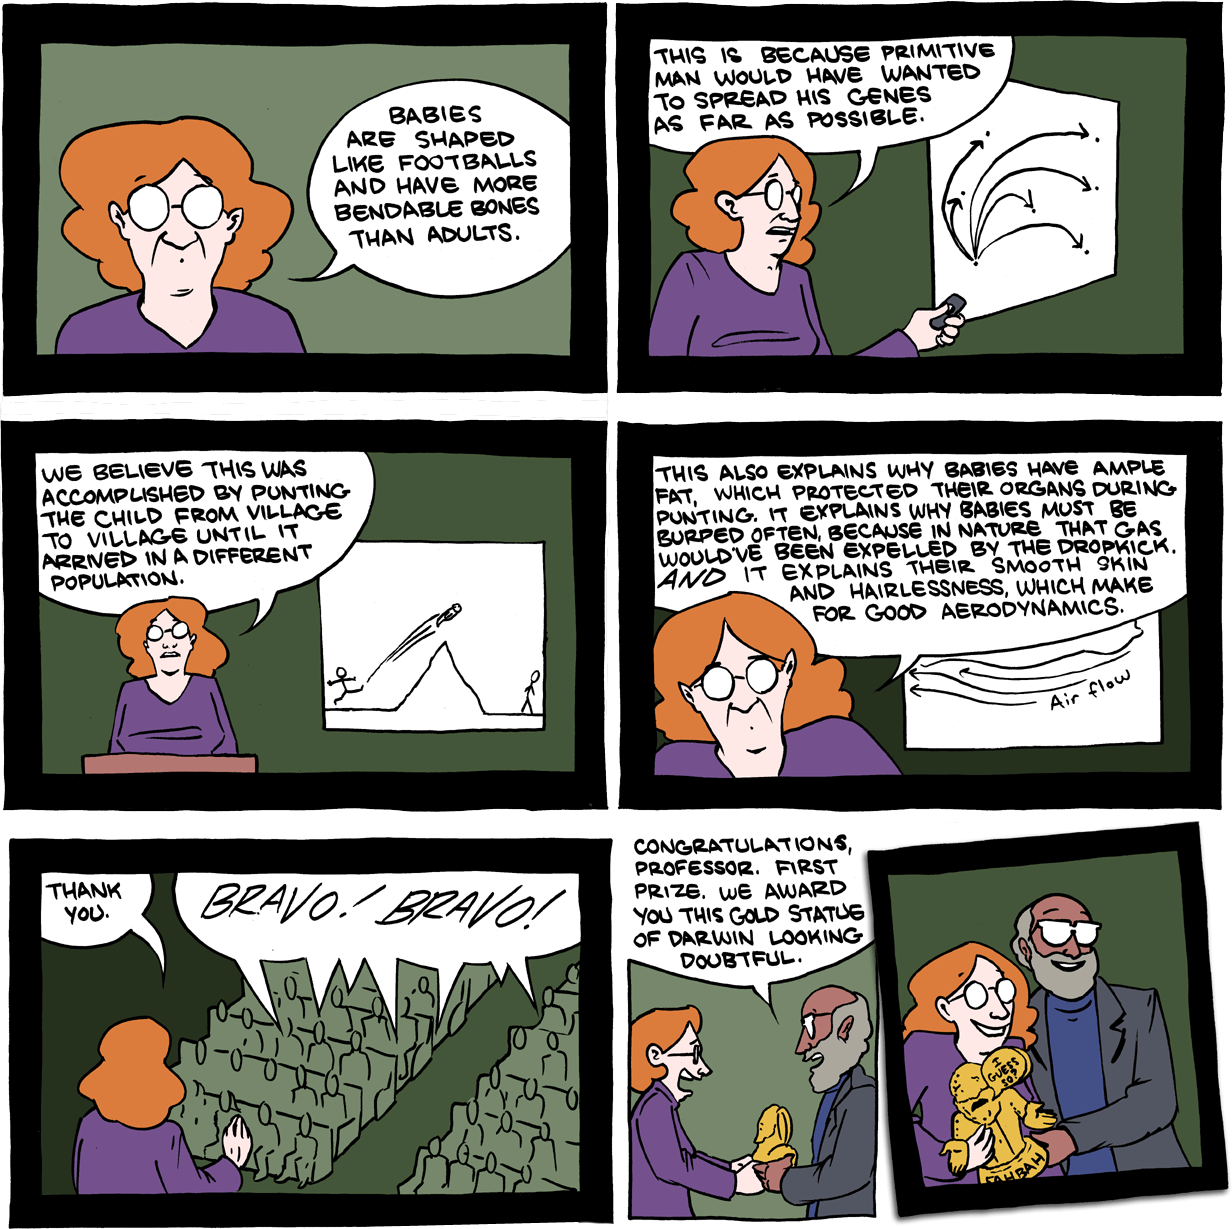 BABIES
ARE SHAPED
LIKE FOOTBALLS
AND HAVE MORE
BENDABLE BONES
THAN ADULTS.
THIS IS BECAUSE PRIMITIVE
MAN WOULD HAVE WANTED
TO SPREAD HIS GENES
AS FAR AS POSSIBLE.
WE BELIEVE THIS WAS
ACCOMPLISHED BY PUNTING
THE CHILD FROM VILLAGE
TO VILLAGE UNTIL IT
ARRIVED IN A DIFFERENT
POPULATION.
THIS ALSO EXPLAINS WHY BABIES HAVE AMPLE
FAT, WHICH PROTECTED THEIR ORGANS DURING
PUNTING. IT EXPLAINS WHY BABIES MUST BE
BURPED OFTEN, BECAUSE IN NATURE THAT GAS
WOULD'VE BEEN EXPELLED BY THE DROPKICK.
AND IT EXPLAINS THEIR SMOOTH SKIN
AND HAIRLESSNESS, WHICH MAKE
FOR GOOD AERODYNAMICS.
Air flow
THANK
YOU.
BRAVO! BRAVO!
CONGRATULATIONS,
PROFESSOR. FIRST
PRIZE. WE AWARD
YOU THIS GOLD STATUE
OF DARWIN LOOKING
DOUBTFUL.
I
GUESS
SO?
FAHBAH